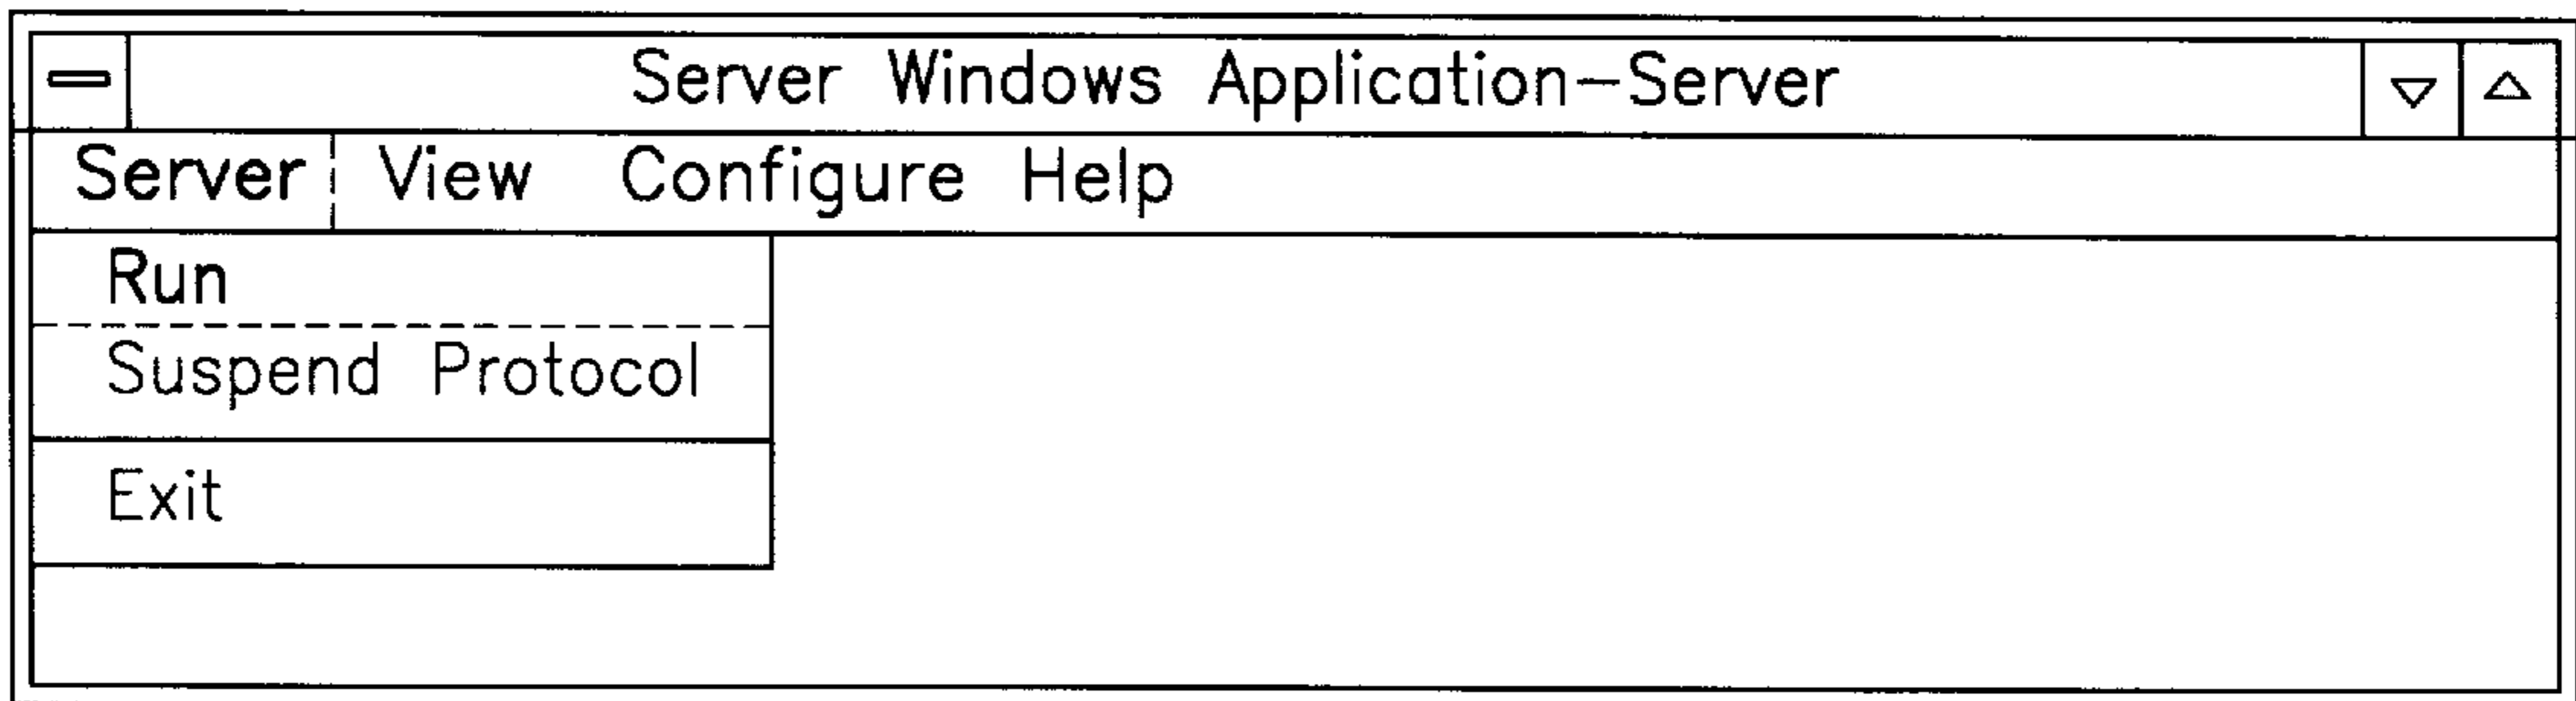 Server Windows Application-Server
Server View Configure Help
Run
Suspend Protocol
Exit